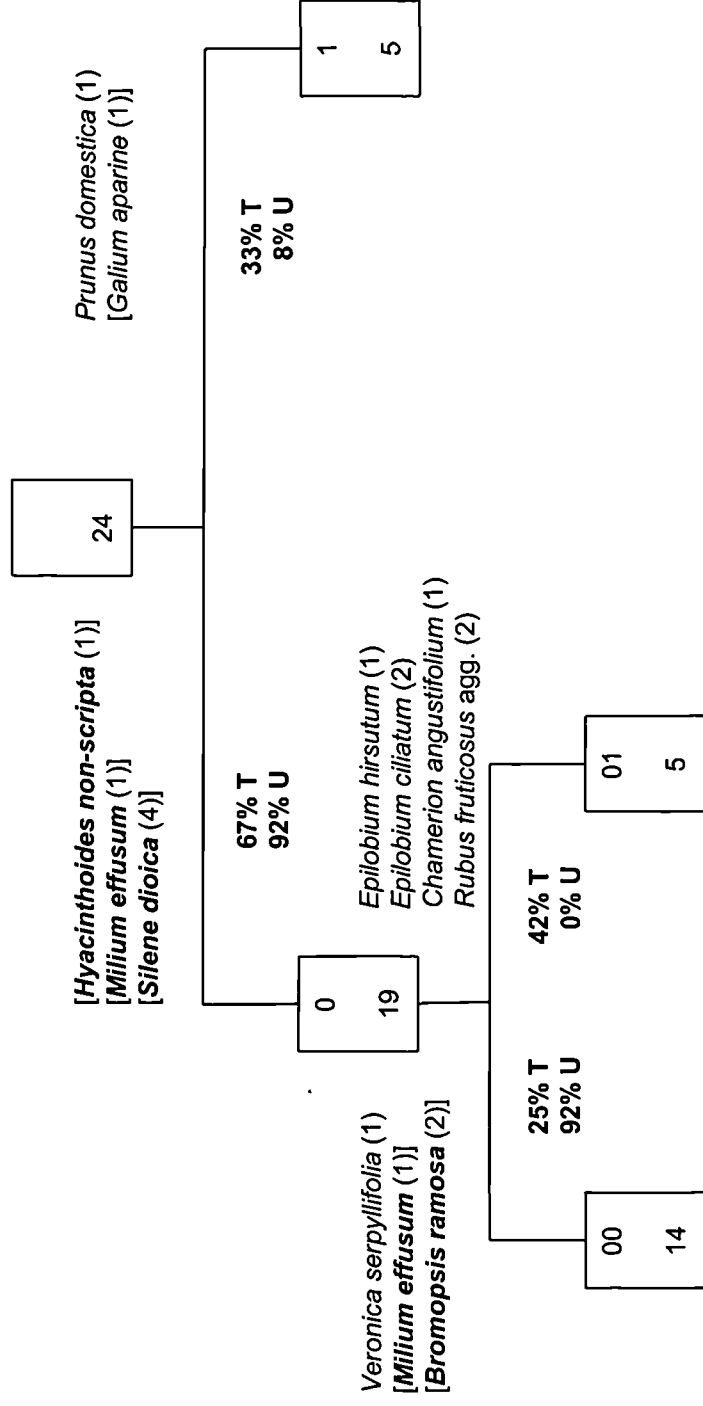 24
[Hyacinthoides non-scripta (1)]
[Milium effusum (1)]
[Silene dioica (4)]
Prunus domestica (1)
[Galium aparine (1)]
67% T
92% U
33% T
8% U
0
19
1
5
Veronica serpyllifolia (1)
[Milium effusum (1)]
[Bromopsis ramosa (2)]
Epilobium hirsutum (1)
Epilobium ciliatum (2)
Chamerion angustifolium (1)
Rubus fruticosus agg. (2)
25% T
92% U
42% T
0% U
00
14
01
5